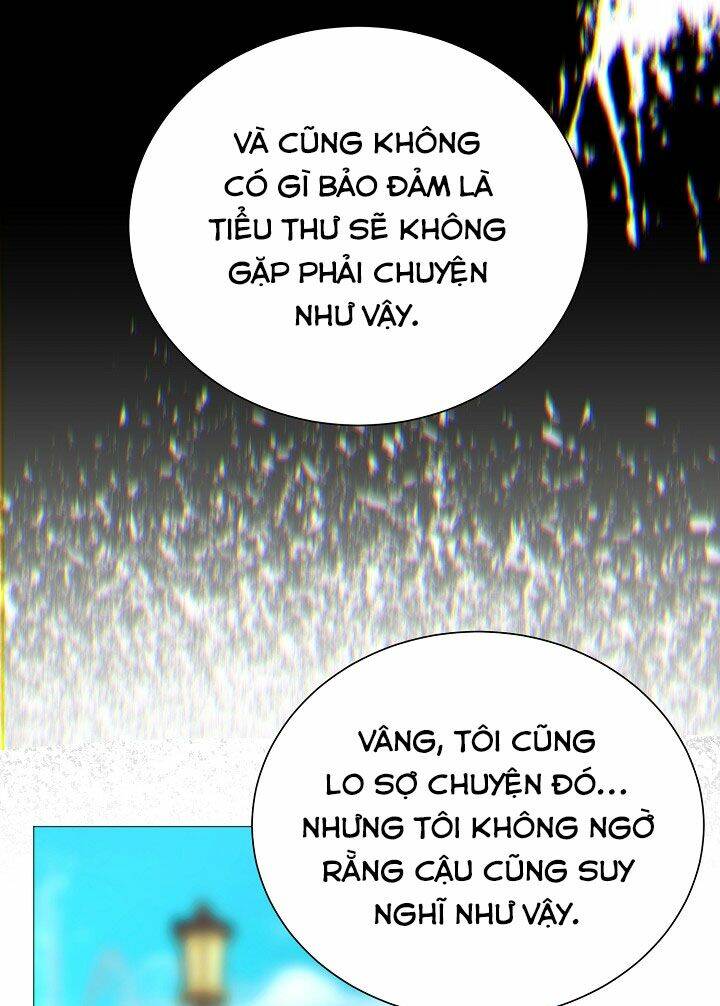 VÀ CŨNG KHÔNG
CÓ GÌ BẢO ĐẢM LÀ
TIỂU THƯ SẼ KHÔNG
GẶP PHẢI CHUYỆN
NHƯ VẬY.
VÂNG, TÔI CŨNG
LO SỢ CHUYỆN ĐÓ...
NHƯNG TÔI KHÔNG NGỜ
RẰNG CẬU CŨNG SUY
NGHĨ NHƯ VẬY.